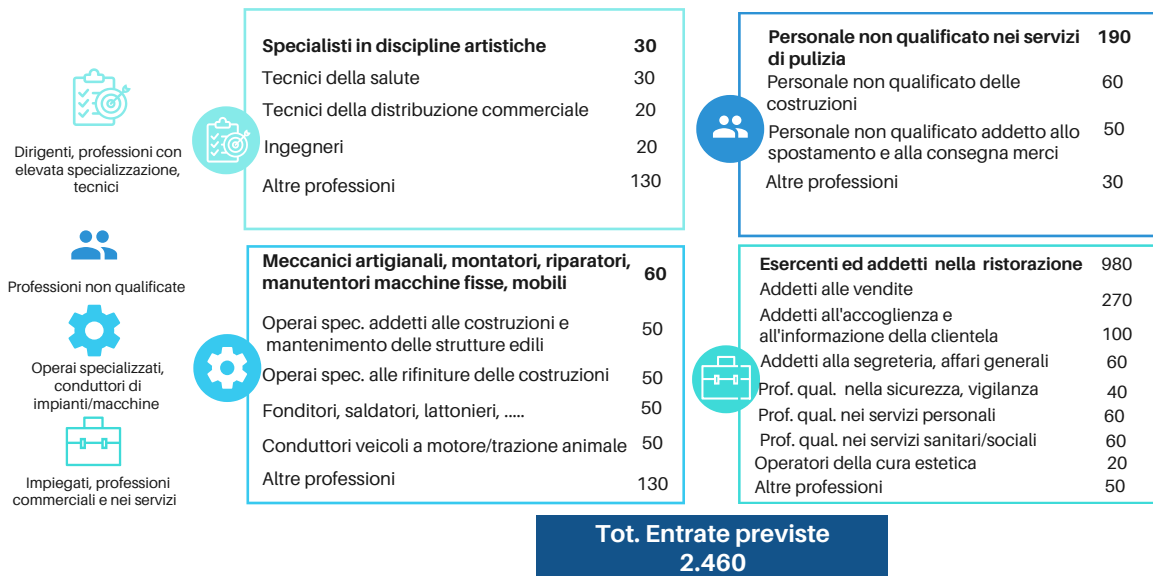 Dirigenti, professioni con
elevata specializzazione,
tecnici
Professioni non qualificate
Operai specializzati,
conduttori di
impianti/macchine
Impiegati, professioni
commerciali e nei servizi
Specialisti in discipline artistiche 30
Tecnici della salute 30
Tecnici della distribuzione commerciale 20
Ingegneri 20
Altre professioni 130
Personale non qualificato nei servizi 190
di pulizia
Personale non qualificato delle 60
costruzioni
Personale non qualificato addetto allo 50
spostamento e alla consegna merci
Altre professioni 30
Meccanici artigianali, montatori, riparatori, 60
manutentori macchine fisse, mobili
Operai spec. addetti alle costruzioni e 50
mantenimento delle strutture edili
Operai spec. alle rifiniture delle costruzioni 50
Fonditori, saldatori, lattonieri, ..... 50
Conduttori veicoli a motore/trazione animale 50
Altre professioni 130
Esercenti ed addetti nella ristorazione 980
Addetti alle vendite 270
Addetti all'accoglienza e
all'informazione della clientela 100
Addetti alla segreteria, affari generali 60
Prof. qual. nella sicurezza, vigilanza 40
Prof. qual. nei servizi personali 60
Prof. qual. nei servizi sanitari/sociali 60
Operatori della cura estetica 20
Altre professioni 50
Tot. Entrate previste
2.460